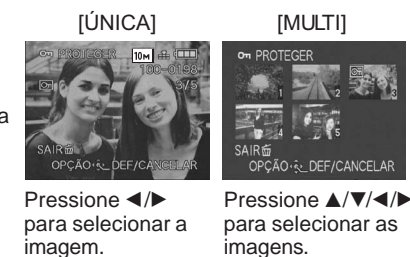 [ÚNICA]
PROTEGER 10M
100-0198
3/5
SAIR
OPÇÃO DEF/CANCELAR
a
Pressione ◄/►
para selecionar a
imagem.
[MULTI]
PROTEGER
1 2 3
4 5
SAIR
OPÇÃO DEF/CANCELAR
Pressione ▲/▼/◄/►
para selecionar as
imagens.